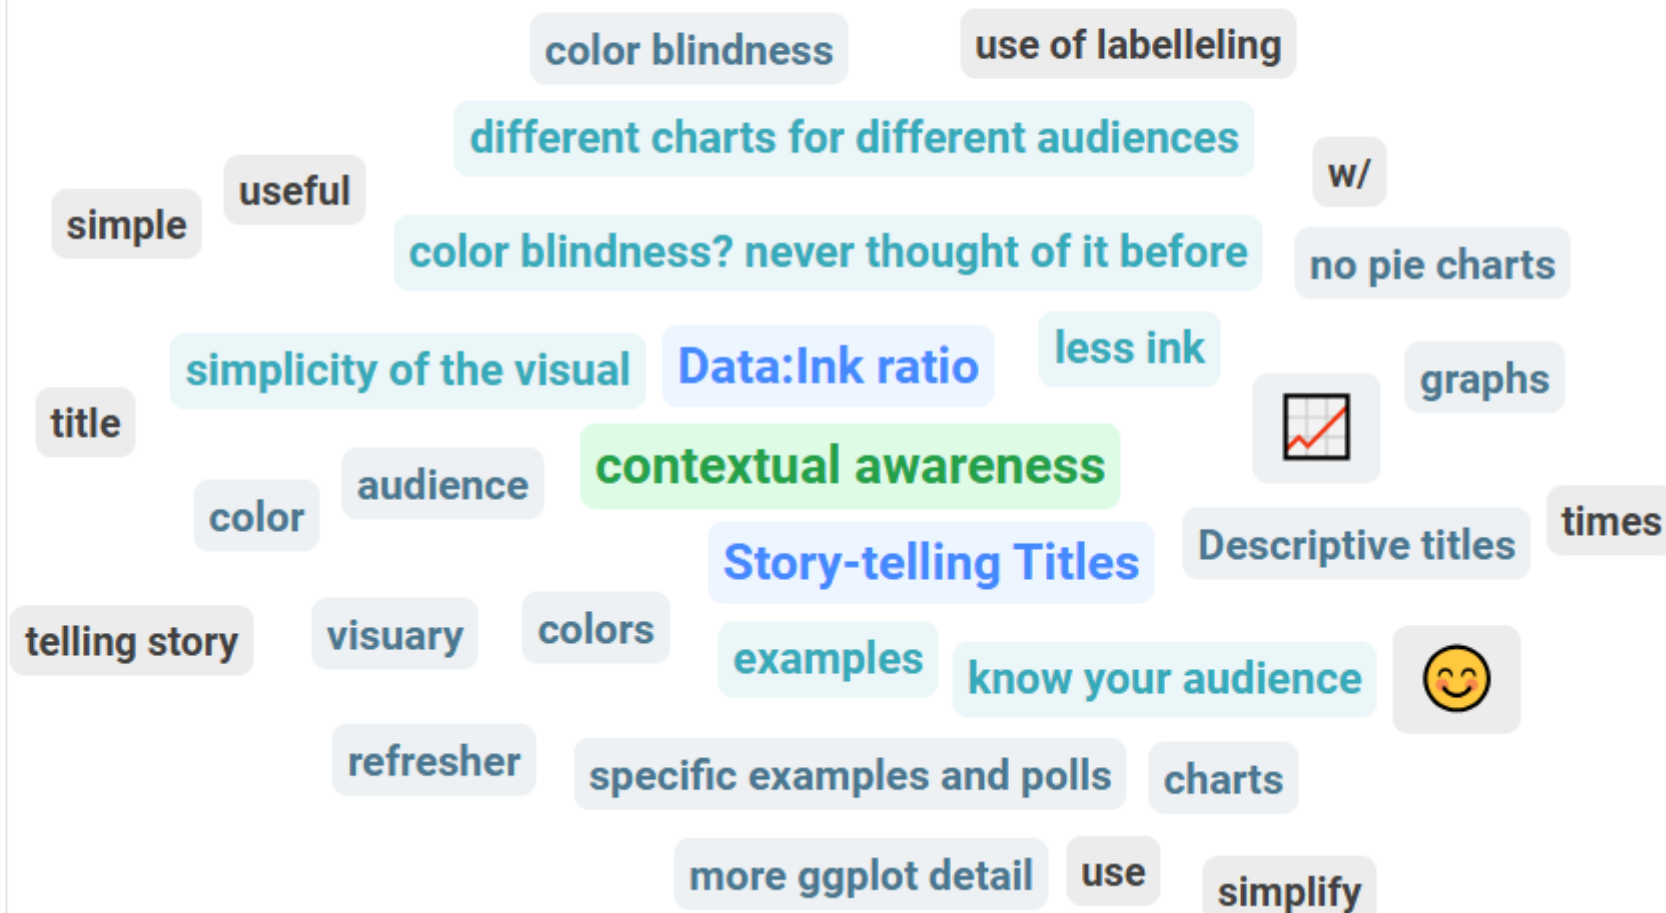 color blindness
use of labelleling
different charts for different audiences
w/
useful
simple
color blindness? never thought of it before
no pie charts
simplicity of the visual
Data:Ink ratio
less ink
graphs
title
audience
contextual awareness
color
times
Story-telling Titles
Descriptive titles
telling story
visuary
colors
examples
know your audience
refresher
specific examples and polls
charts
more ggplot detail
use
simplify